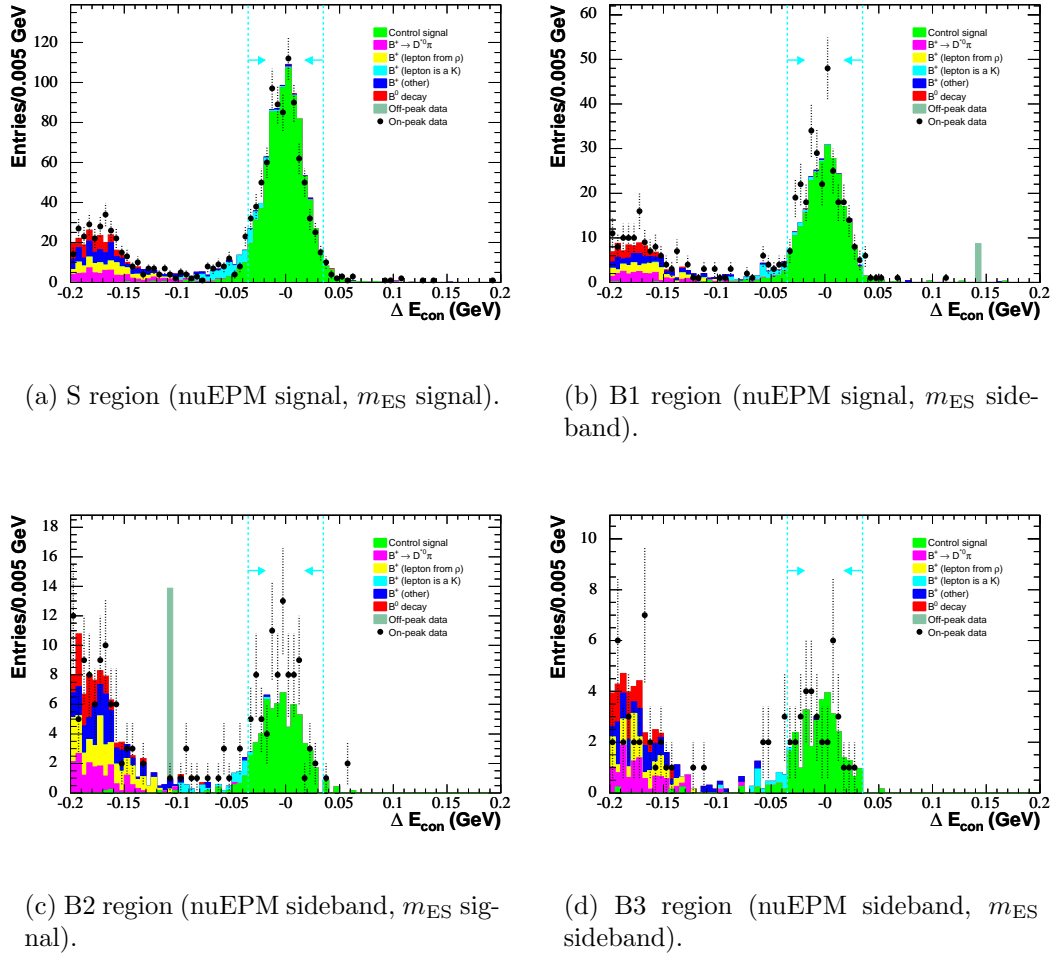 Entries/0.005 GeV
120
100
80
60
40
20
0
-0.2 -0.15 -0.1 -0.05 -0 0.05 0.1 0.15 0.2
Δ E_con (GeV)
Control signal
B⁺ → D*⁰π
B⁺ (lepton from ρ)
B⁺ (lepton is a K)
B⁺ (other)
B⁰ decay
Off-peak data
On-peak data
(a) S region (nuEPM signal, m_ES signal).
Entries/0.005 GeV
60
50
40
30
20
10
0
-0.2 -0.15 -0.1 -0.05 -0 0.05 0.1 0.15 0.2
Δ E_con (GeV)
Control signal
B⁺ → D*⁰π
B⁺ (lepton from ρ)
B⁺ (lepton is a K)
B⁺ (other)
B⁰ decay
Off-peak data
On-peak data
(b) B1 region (nuEPM signal, m_ES side-
band).
Entries/0.005 GeV
18
16
14
12
10
8
6
4
2
0
-0.2 -0.15 -0.1 -0.05 -0 0.05 0.1 0.15 0.2
Δ E_con (GeV)
Control signal
B⁺ → D*⁰π
B⁺ (lepton from ρ)
B⁺ (lepton is a K)
B⁺ (other)
B⁰ decay
Off-peak data
On-peak data
(c) B2 region (nuEPM sideband, m_ES sig-
nal).
Entries/0.005 GeV
10
8
6
4
2
0
-0.2 -0.15 -0.1 -0.05 -0 0.05 0.1 0.15 0.2
Δ E_con (GeV)
Control signal
B⁺ → D*⁰π
B⁺ (lepton from ρ)
B⁺ (lepton is a K)
B⁺ (other)
B⁰ decay
Off-peak data
On-peak data
(d) B3 region (nuEPM sideband, m_ES
sideband).